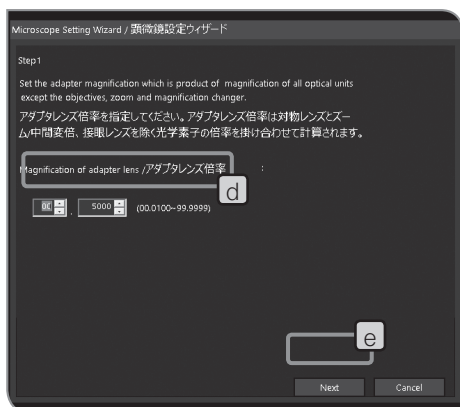 Microscope Setting Wizard / 顕微鏡設定ウィザード
Step1
Set the adapter magnification which is product of magnification of all optical units
except the objectives, zoom and magnification changer.
アダプタレンズ倍率を指定してください。アダプタレンズ倍率は対物レンズとズー
ム/中間変倍、接眼レンズを除く光学素子の倍率を掛け合わせて計算されます。
Magnification of adapter lens /アダプタレンズ倍率 :
d
00 . 5000 (00.0100~99.9999)
e
Next Cancel